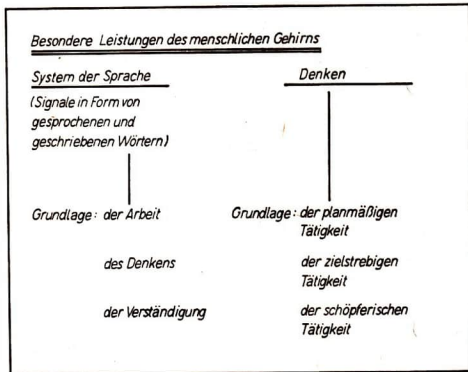 Besondere Leistungen des menschlichen Gehirns
System der Sprache
(Signale in Form von
gesprochenen und
geschriebenen Wörtern)
Grundlage: der Arbeit
des Denkens
der Verständigung
Denken
Grundlage: der planmäßigen
Tätigkeit
der zielstrebigen
Tätigkeit
der schöpferischen
Tätigkeit